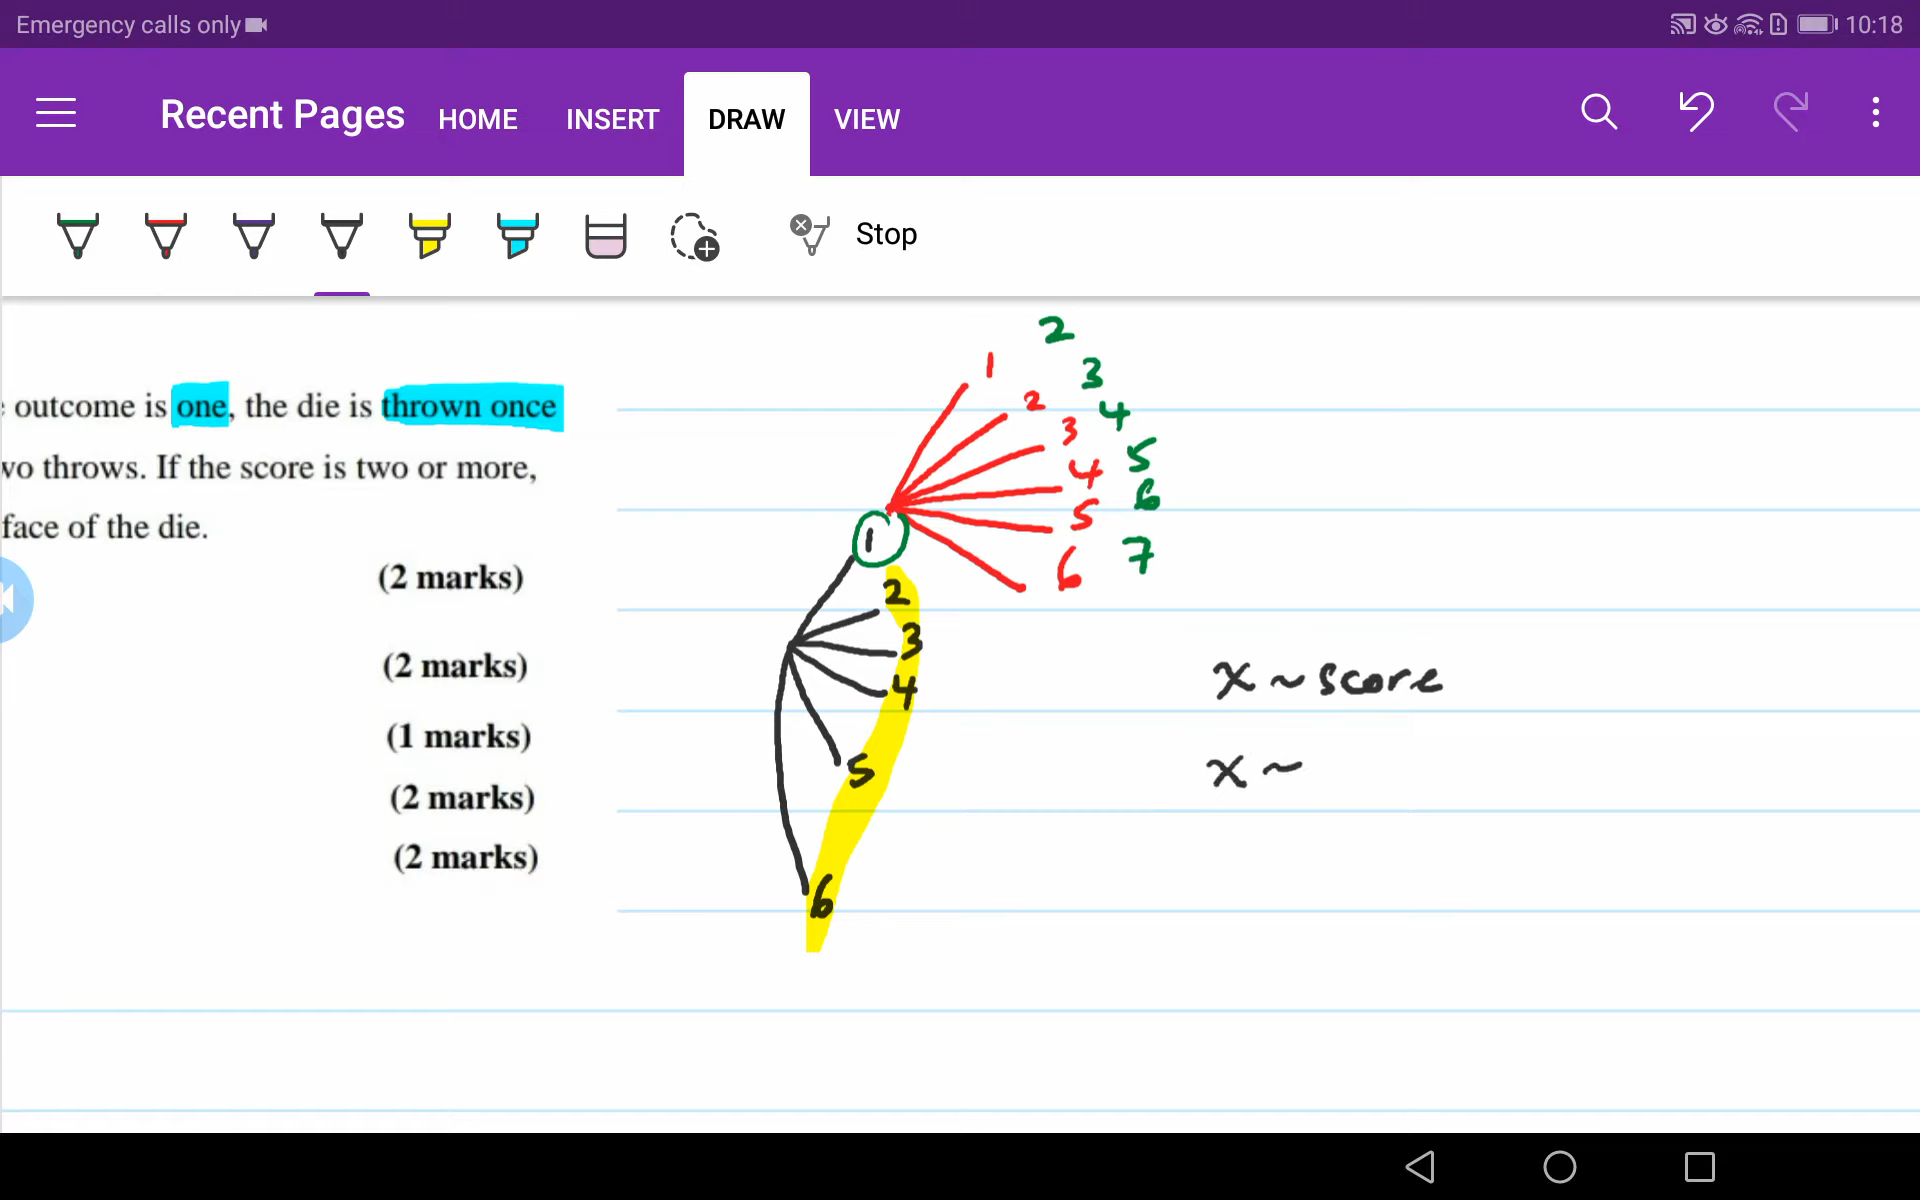 Emergency calls only 10:18
Recent Pages HOME INSERT DRAW VIEW
Stop
outcome is one, the die is thrown once
wo throws. If the score is two or more,
face of the die.
(2 marks)
(2 marks)
(1 marks)
(2 marks)
(2 marks)
1 2
2 3
3 4
4 5
5 6
6 7
1
2
3
4
5
6
x ~ score
x ~